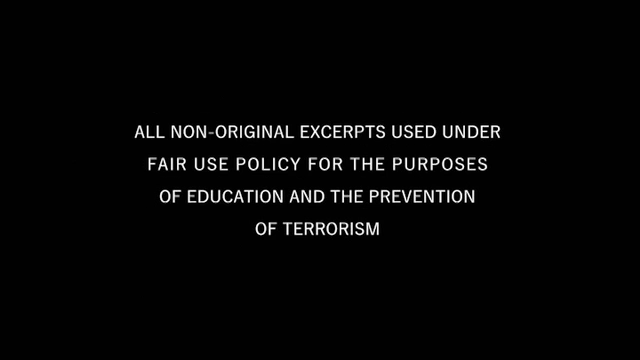 ALL NON-ORIGINAL EXCERPTS USED UNDER
FAIR USE POLICY FOR THE PURPOSES
OF EDUCATION AND THE PREVENTION
OF TERRORISM